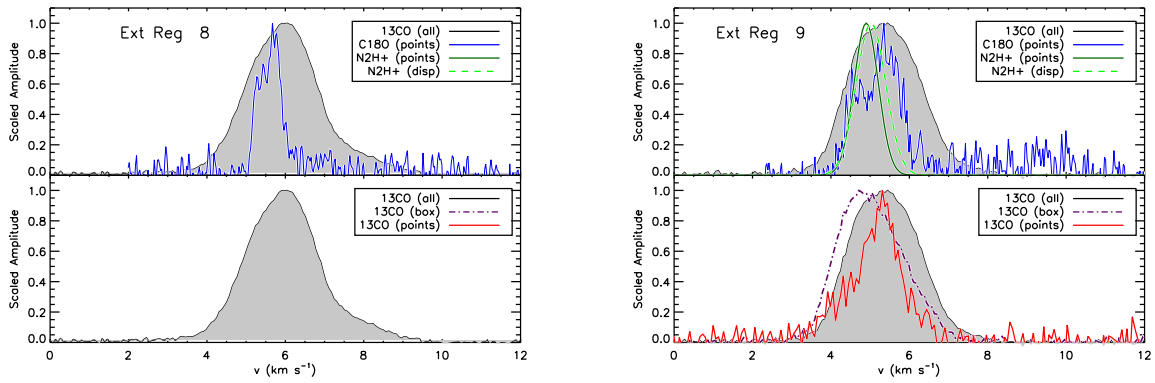 Ext Reg 8
13CO (all)
C18O (points)
N2H+ (points)
N2H+ (disp)
Scaled Amplitude
1.0
0.8
0.6
0.4
0.2
0.0
13CO (all)
13CO (box)
13CO (points)
Scaled Amplitude
1.0
0.8
0.6
0.4
0.2
0.0
0 2 4 6 8 10 12
v (km s⁻¹)
Ext Reg 9
13CO (all)
C18O (points)
N2H+ (points)
N2H+ (disp)
Scaled Amplitude
1.0
0.8
0.6
0.4
0.2
0.0
13CO (all)
13CO (box)
13CO (points)
Scaled Amplitude
1.0
0.8
0.6
0.4
0.2
0.0
0 2 4 6 8 10 12
v (km s⁻¹)